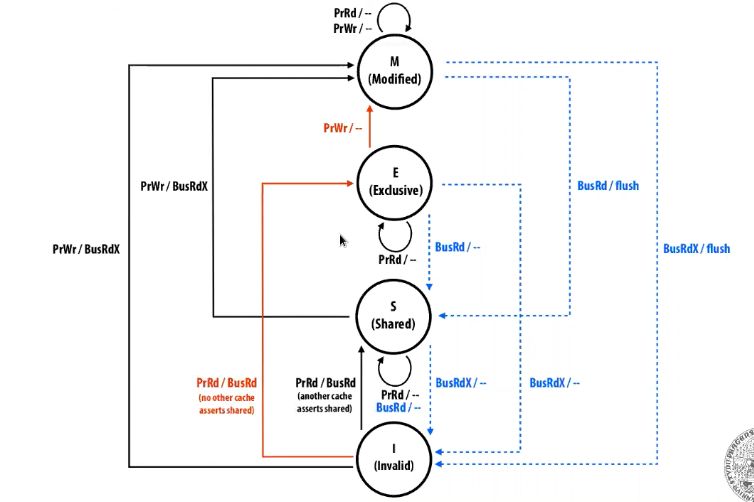 PrRd / --
PrWr / --
M
(Modified)
PrWr / --
E
(Exclusive)
PrWr / BusRdX
BusRd / flush
PrWr / BusRdX
BusRd / --
BusRdX / flush
PrRd / --
S
(Shared)
PrRd / BusRd
(no other cache
asserts shared)
PrRd / BusRd
(another cache
asserts shared)
PrRd / --
BusRd / --
BusRdX / --
BusRdX / --
I
(Invalid)